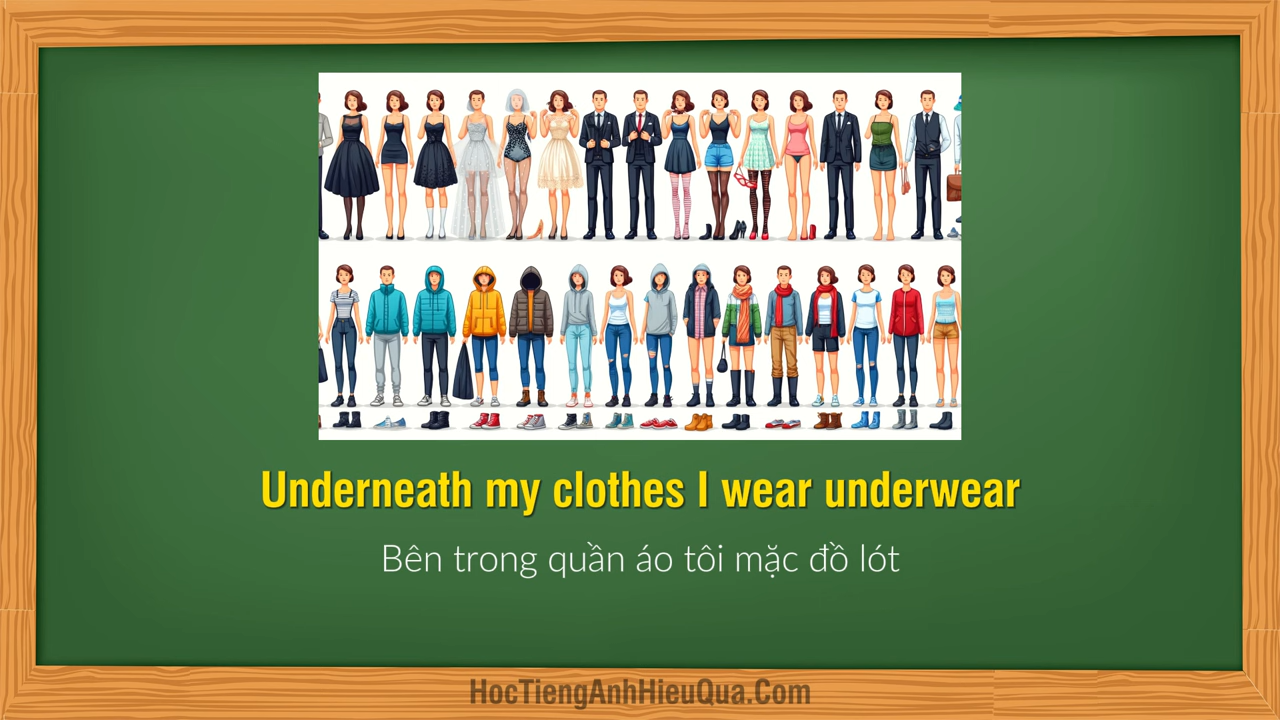 Underneath my clothes I wear underwear
Bên trong quần áo tôi mặc đồ lót
HocTiengAnhHieuQua.Com